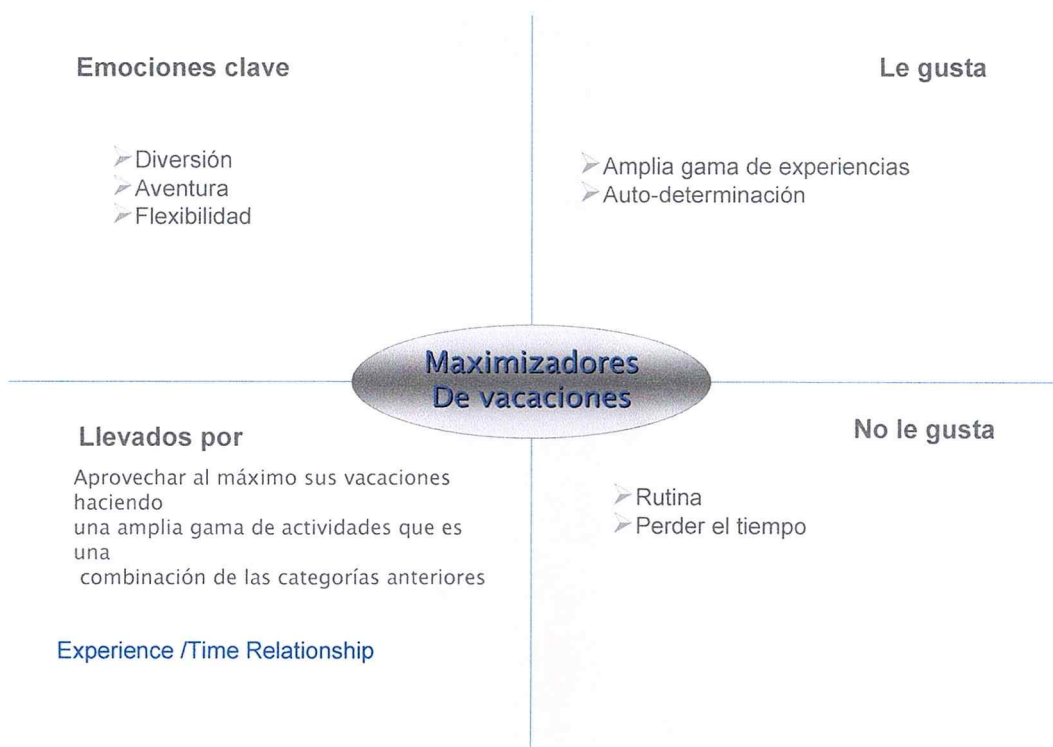 Emociones clave
Diversión
Aventura
Flexibilidad
Le gusta
Amplia gama de experiencias
Auto-determinación
Maximizadores
De vacaciones
Llevados por
Aprovechar al máximo sus vacaciones
haciendo
una amplia gama de actividades que es
una
combinación de las categorías anteriores
Experience /Time Relationship
No le gusta
Rutina
Perder el tiempo